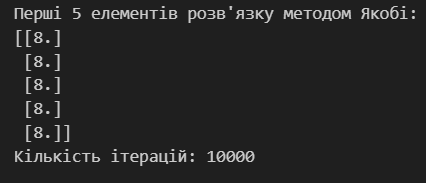 Перші 5 елементів розв'язку методом Якобі:
[[8.]
 [8.]
 [8.]
 [8.]
 [8.]]
Кількість ітерацій: 10000